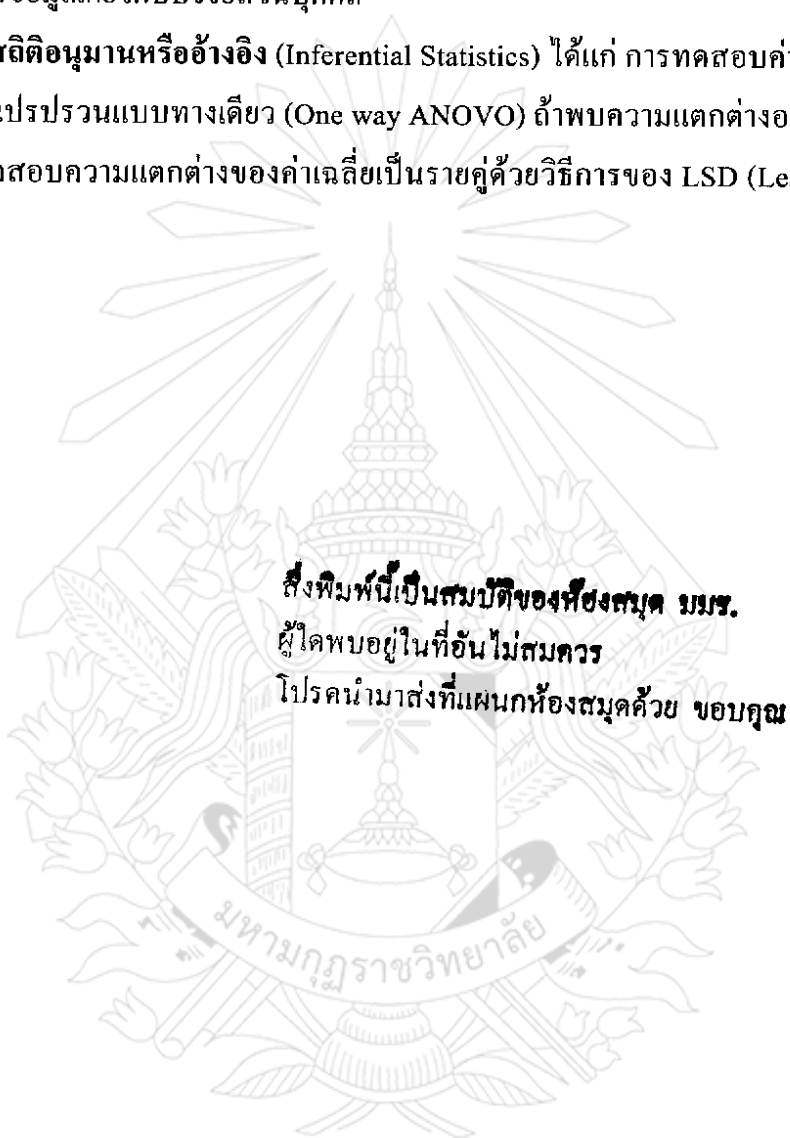 ถิติอนุมานหรืออ้างอิง (Inferential Statistics) ได้แก่ การทดสอบค่า
ปรปรวนแบบทางเดียว (One way ANOVO) ถ้าพบความแตกต่างอ
สอบความแตกต่างของค่าเฉลี่ยเป็นรายคู่ด้วยวิธีการของ LSD (Le
สิ่งพิมพ์นี้เป็นสมบัติของห้องสมุด มมร.
ผู้ใดพบอยู่ในที่อันไม่สมควร
โปรดนำมาส่งที่แผนกห้องสมุดด้วย ขอบคุณ
มหามกุฏราชวิทยาลัย